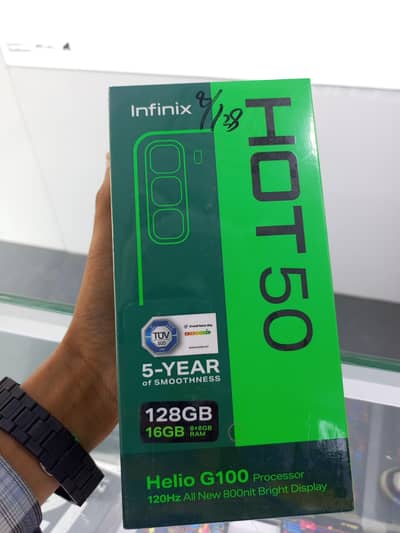 Infinix
8/128
HOT 50
TÜV
SÜD
5-YEAR
of SMOOTHNESS
128GB
16GB 8+8GB
RAM
Helio G100 Processor
120Hz All New 800nit Bright Display